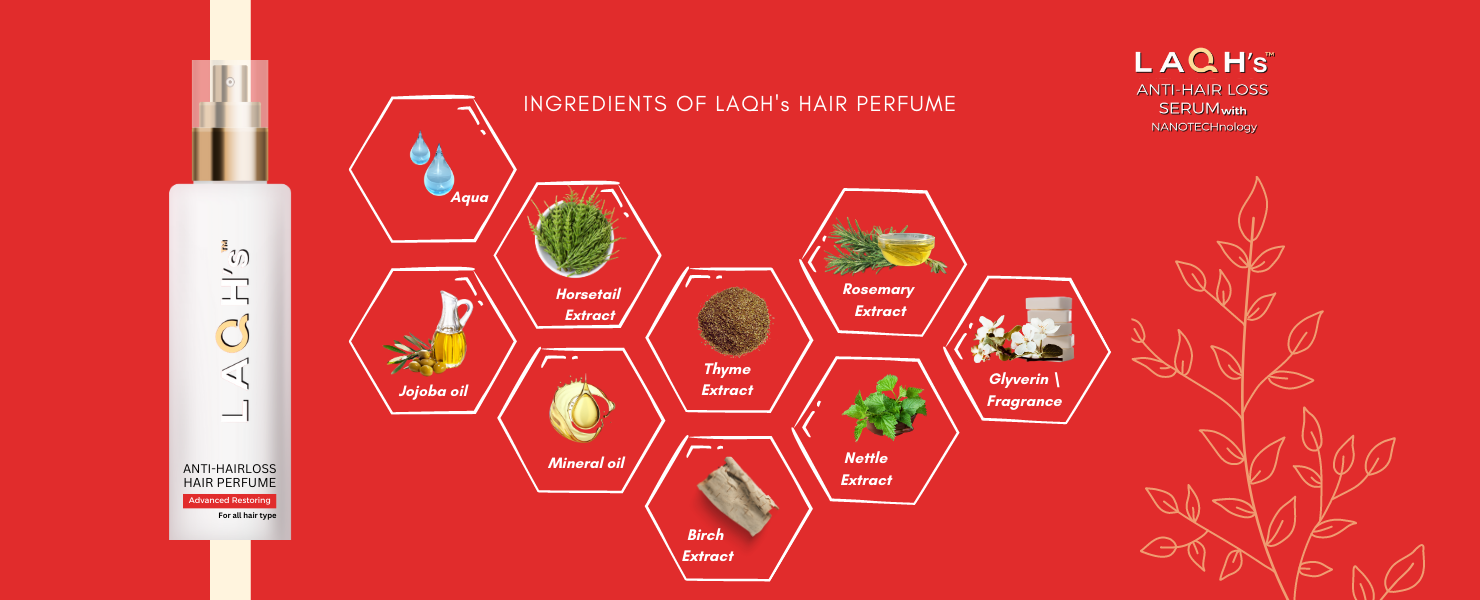 INGREDIENTS OF LAQH's HAIR PERFUME
LAQH's™
ANTI-HAIR LOSS
SERUM with
NANOTECHnology
Aqua
Horsetail
Extract
Rosemary
Extract
Jojoba oil
Thyme
Extract
Glyverin \
Fragrance
Mineral oil
Nettle
Extract
Birch
Extract
LAQH's™
ANTI-HAIRLOSS
HAIR PERFUME
Advanced Restoring
For all hair type